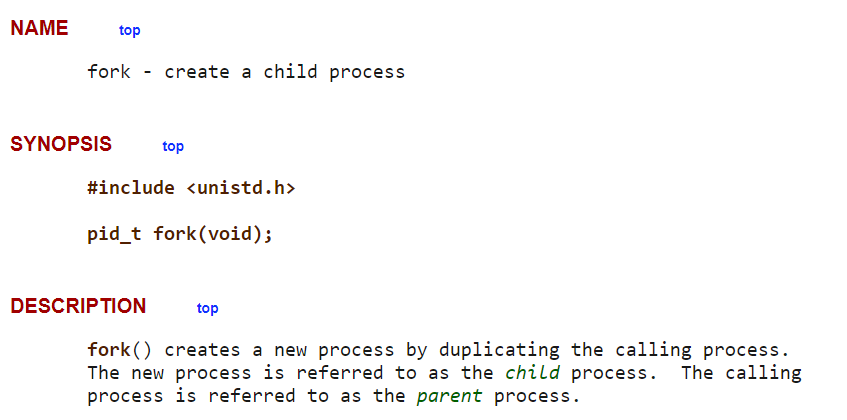 NAME top
fork - create a child process
SYNOPSIS top
#include <unistd.h>
pid_t fork(void);
DESCRIPTION top
fork() creates a new process by duplicating the calling process.
The new process is referred to as the child process.  The calling
process is referred to as the parent process.